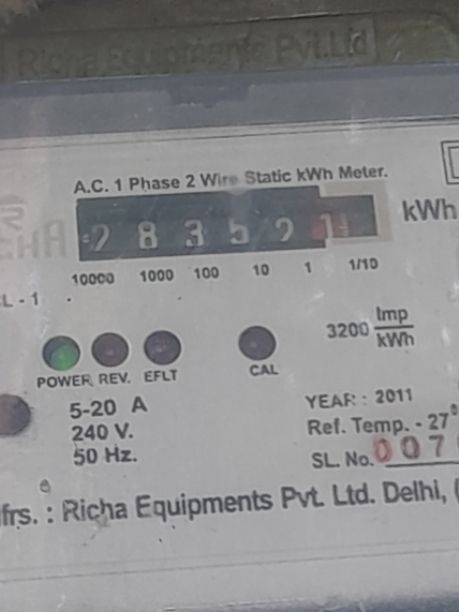 Richa Equipments Pvt.Ltd
A.C. 1 Phase 2 Wire Static kWh Meter.
2 8 3 5 9 1 kWh
10000 1000 100 10 1 1/10
L - 1
3200 Imp/kWh
POWER REV. EFLT CAL
5-20 A
240 V.
50 Hz.
YEAR : 2011
Ref. Temp. - 27°
SL. No. 007
frs. : Richa Equipments Pvt. Ltd. Delhi, (